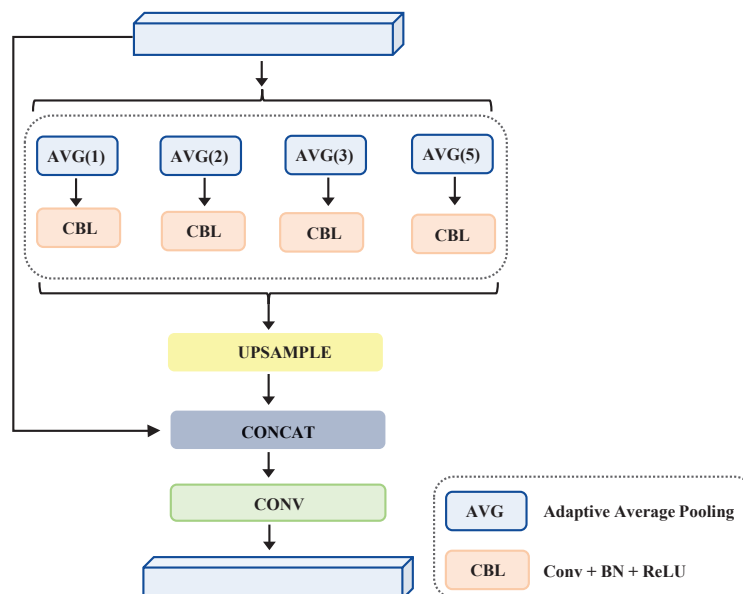 AVG(1) AVG(2) AVG(3) AVG(5)
CBL CBL CBL CBL
UPSAMPLE
CONCAT
CONV
AVG Adaptive Average Pooling
CBL Conv + BN + ReLU